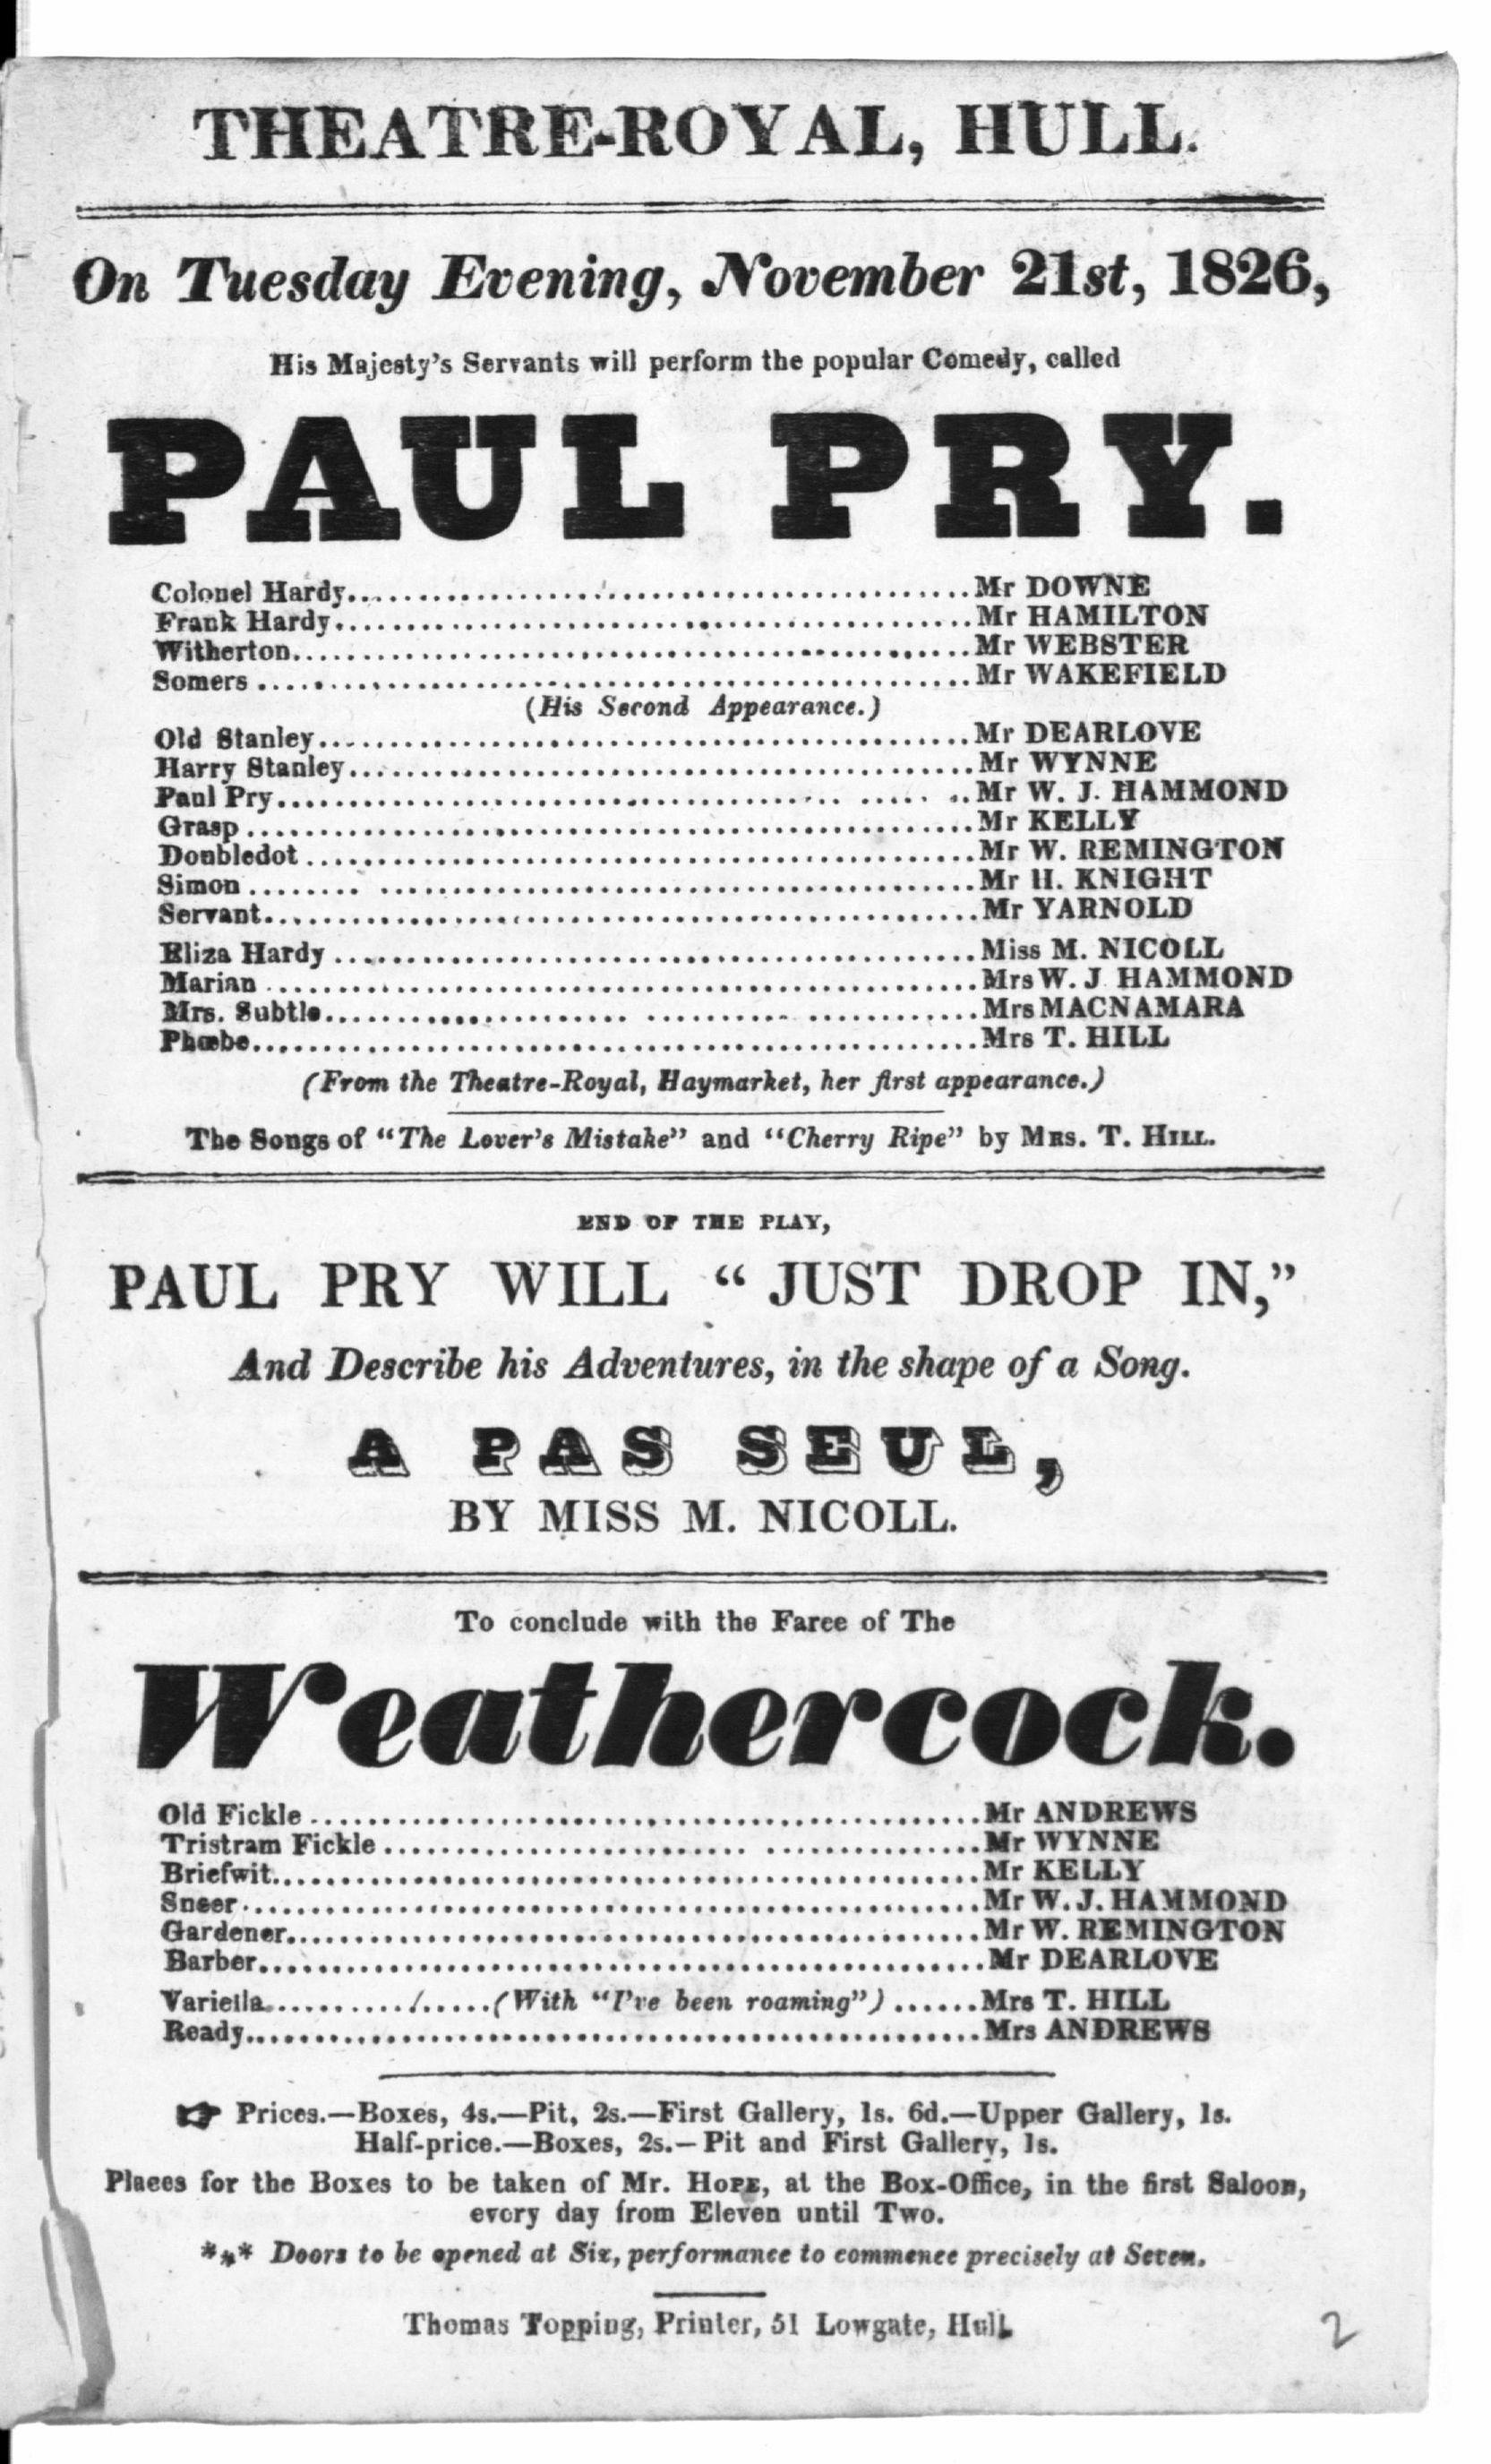 THEATRE-ROYAL, HULL.
On Tuesday Evening, November 21st, 1826,
His Majesty's Servants will perform the popular Comedy, called
PAUL PRY.
Colonel Hardy.......................................Mr DOWNE
Frank Hardy.......................................Mr HAMILTON
Witherton.......................................Mr WEBSTER
Somers.......................................Mr WAKEFIELD
(His Second Appearance.)
Old Stanley.......................................Mr DEARLOVE
Harry Stanley.......................................Mr WYNNE
Paul Pry.......................................Mr W. J. HAMMOND
Grasp.......................................Mr KELLY
Doubledot.......................................Mr W. REMINGTON
Simon.......................................Mr H. KNIGHT
Servant.......................................Mr YARNOLD
Eliza Hardy.......................................Miss M. NICOLL
Marian.......................................Mrs W. J HAMMOND
Mrs. Subtle.......................................Mrs MACNAMARA
Phœbe.......................................Mrs T. HILL
(From the Theatre-Royal, Haymarket, her first appearance.)
The Songs of "The Lover's Mistake" and "Cherry Ripe" by MRS. T. HILL.
END OF THE PLAY,
PAUL PRY WILL "JUST DROP IN,"
And Describe his Adventures, in the shape of a Song.
A PAS SEUL,
BY MISS M. NICOLL.
To conclude with the Farce of The
Weathercock.
Old Fickle.......................................Mr ANDREWS
Tristram Fickle.......................................Mr WYNNE
Briefwit.......................................Mr KELLY
Sneer.......................................Mr W. J. HAMMOND
Gardener.......................................Mr W. REMINGTON
Barber.......................................Mr DEARLOVE
Variella................(With "I've been roaming")......Mrs T. HILL
Ready.......................................Mrs ANDREWS
☞ Prices.—Boxes, 4s.—Pit, 2s.—First Gallery, 1s. 6d.—Upper Gallery, 1s.
Half-price.—Boxes, 2s.—Pit and First Gallery, 1s.
Places for the Boxes to be taken of Mr. HOPE, at the Box-Office, in the first Saloon,
every day from Eleven until Two.
*** Doors to be opened at Six, performance to commence precisely at Seven.
Thomas Topping, Printer, 51 Lowgate, Hull.
2